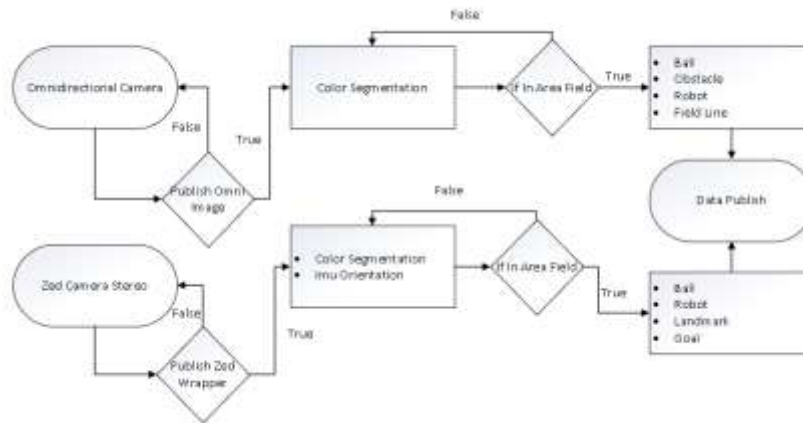 False
Omnidirectional Camera
Color Segmentation
If In Area Field
True
Ball
Obstacle
Robot
Field Line
False
True
Publish Omni
Image
Data Publish
False
Zed Camera Stereo
Color Segmentation
Imu Orientation
If In Area Field
True
Ball
Robot
Landmark
Goal
False
True
Publish Zed
Wrapper